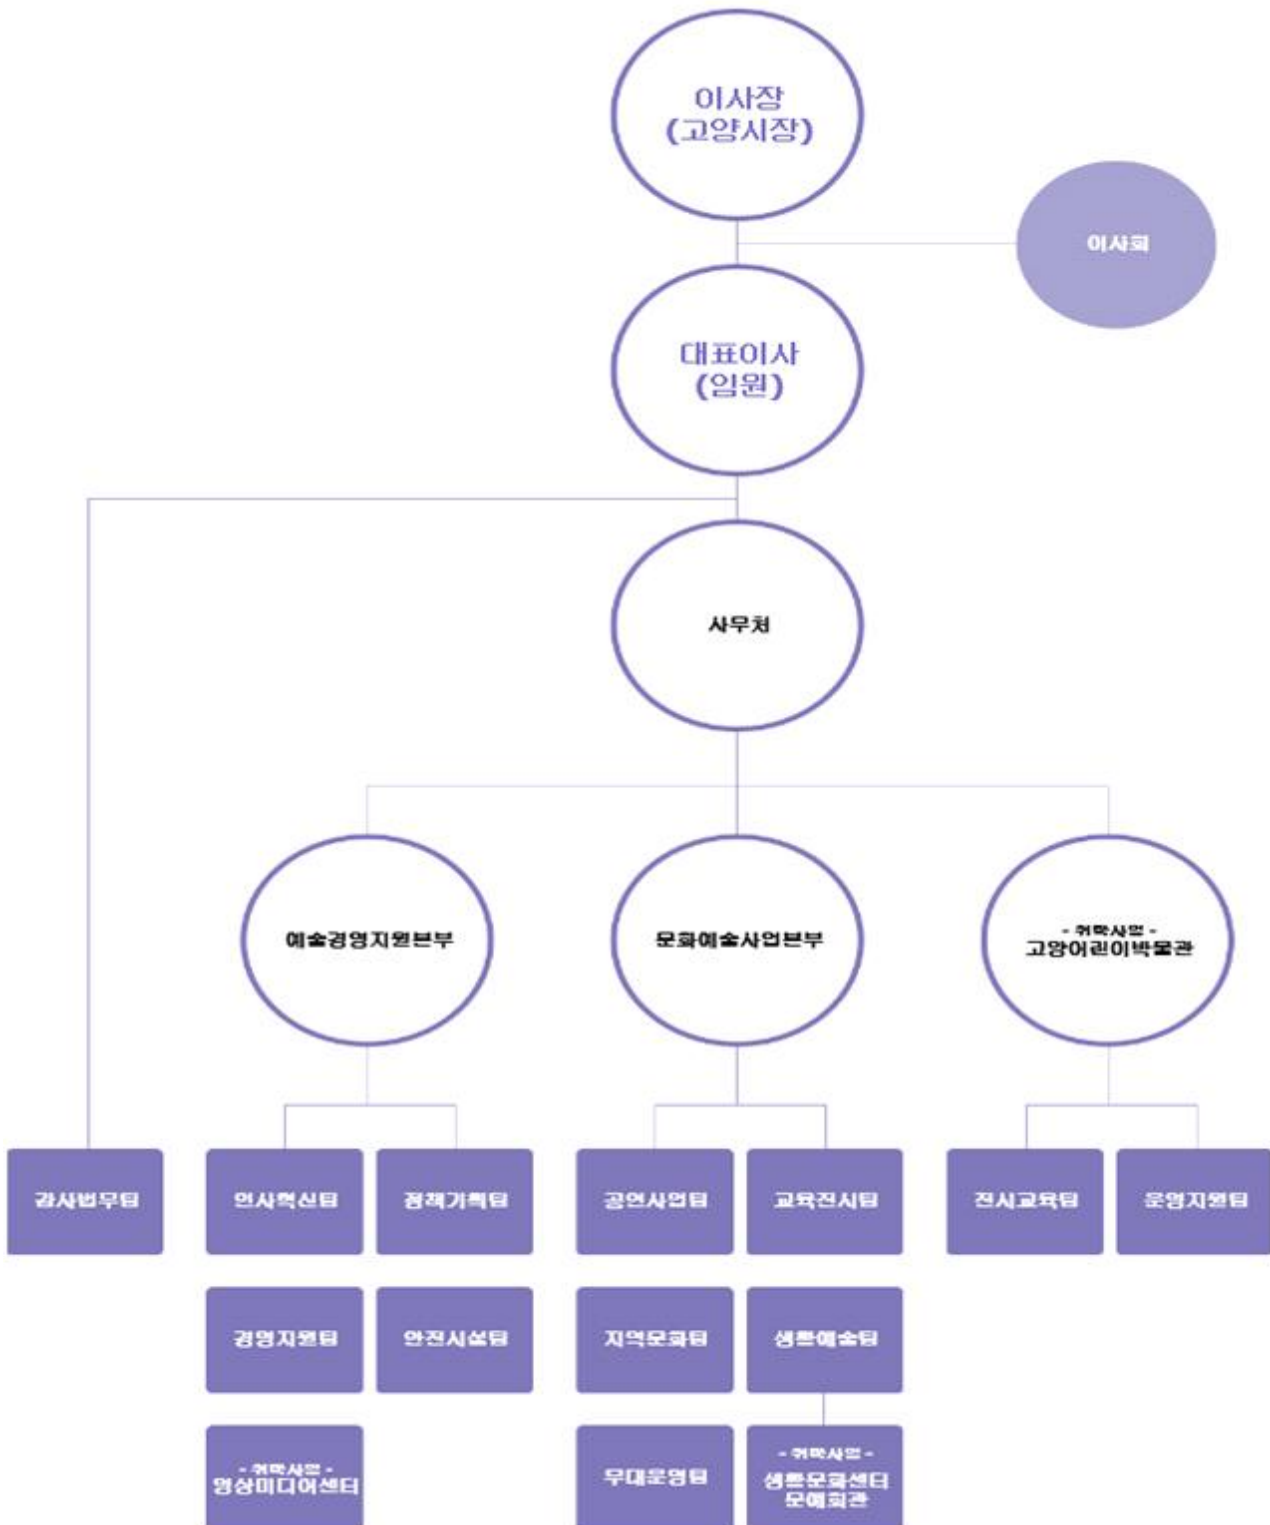 이사장
(고양시장)
이사회
대표이사
(임원)
사무처
예술경영지원본부
문화예술사업본부
- 위탁사업 -
고양어린이박물관
감사법무팀
인사혁신팀
정책기획팀
공연사업팀
교육전시팀
전시교육팀
운영지원팀
경영지원팀
안전시설팀
지역문화팀
생활예술팀
- 위탁사업 -
영상미디어센터
무대운영팀
- 위탁사업 -
생활문화센터
문예회관